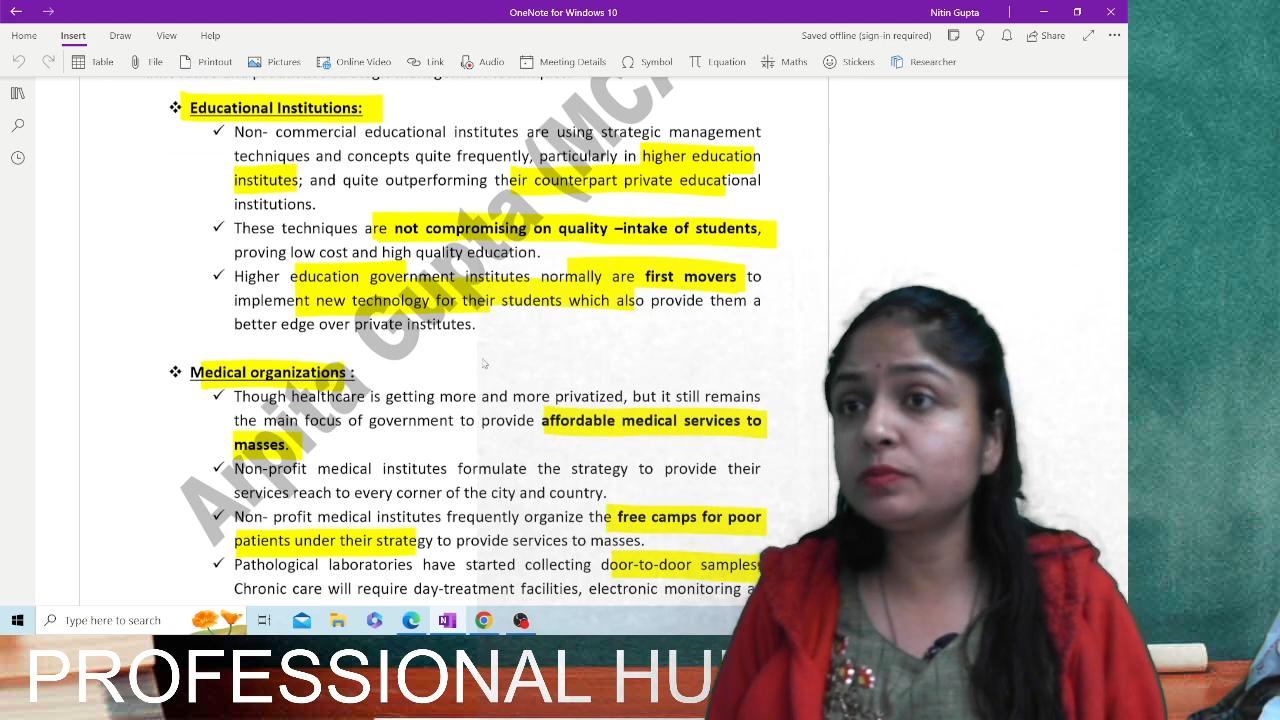 OneNote for Windows 10
Nitin Gupta
Home Insert Draw View Help
Saved offline (sign-in required) Share
Table File Printout Pictures Online Video Link Audio Meeting Details Symbol Equation Maths Stickers Researcher
Educational Institutions:
Non- commercial educational institutes are using strategic management
techniques and concepts quite frequently, particularly in higher education
institutes; and quite outperforming their counterpart private educational
institutions.
These techniques are not compromising on quality –intake of students,
proving low cost and high quality education.
Higher education government institutes normally are first movers to
implement new technology for their students which also provide them a
better edge over private institutes.
Medical organizations :
Though healthcare is getting more and more privatized, but it still remains
the main focus of government to provide affordable medical services to
masses.
Non-profit medical institutes formulate the strategy to provide their
services reach to every corner of the city and country.
Non- profit medical institutes frequently organize the free camps for poor
patients under their strategy to provide services to masses.
Pathological laboratories have started collecting door-to-door samples
Chronic care will require day-treatment facilities, electronic monitoring
Arpita Gupta (MCA
Type here to search
PROFESSIONAL HU